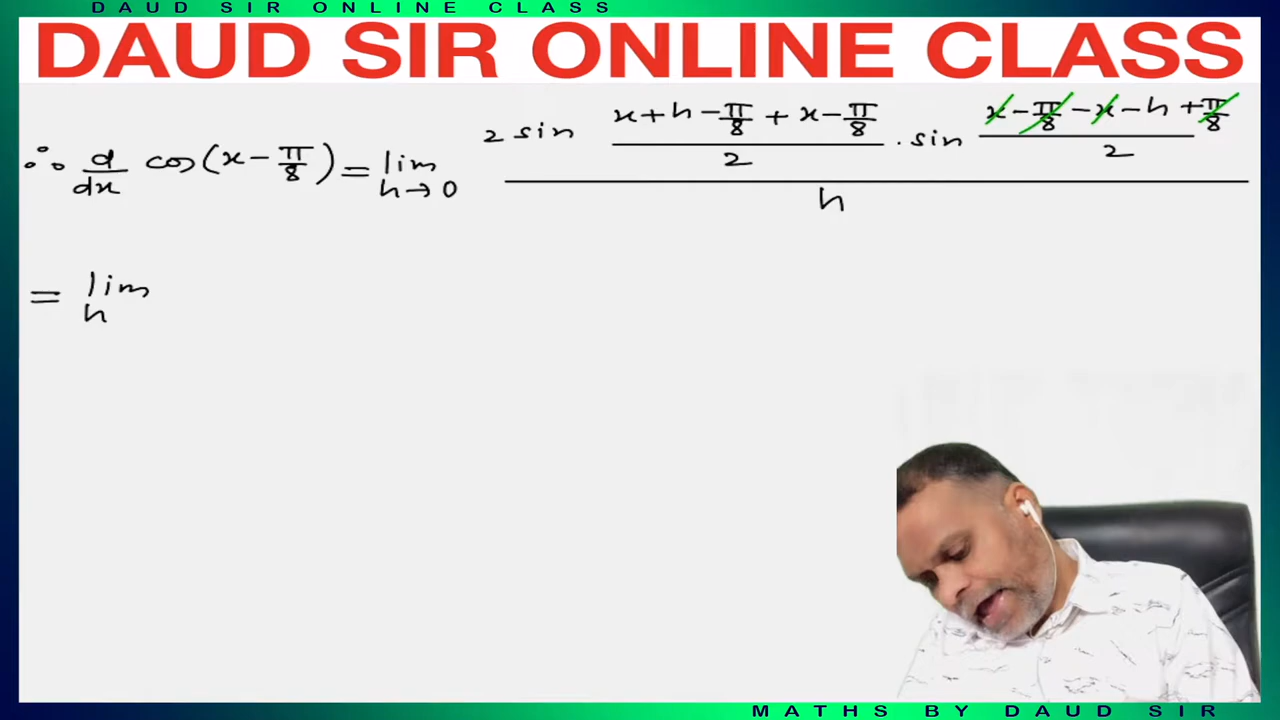 DAUD SIR ONLINE CLASS
DAUD SIR ONLINE CLASS
∴ d/dx cos(x - π/8) = lim h→0 (2 sin (x + h - π/8 + x - π/8)/2 · sin (x - π/8 - x - h + π/8)/2)/h
= lim h
MATHS BY DAUD SIR